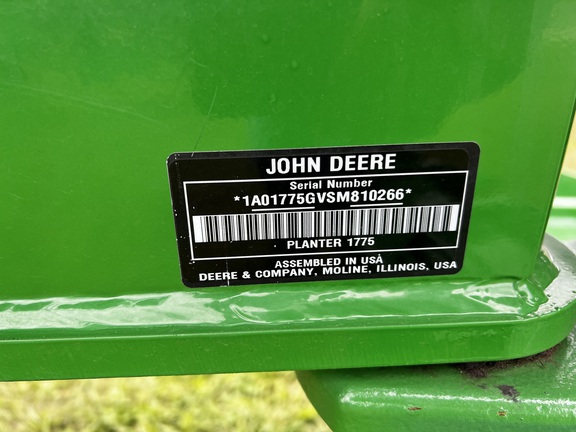 JOHN DEERE
Serial Number
*1A01775GVSM810266*
PLANTER 1775
ASSEMBLED IN USA
DEERE & COMPANY, MOLINE, ILLINOIS, USA